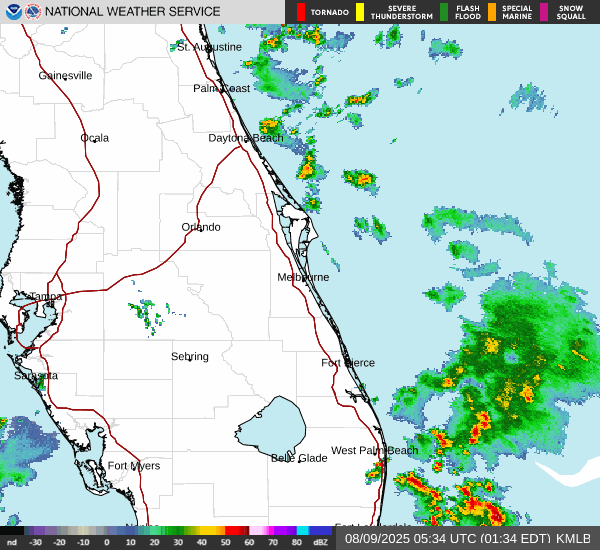 NATIONAL WEATHER SERVICE
TORNADO
SEVERE
THUNDERSTORM
FLASH
FLOOD
SPECIAL
MARINE
SNOW
SQUALL
St. Augustine
Gainesville
Palm Coast
Ocala
Daytona Beach
Orlando
Melbourne
Tampa
Sebring
Fort Pierce
Sarasota
West Palm Beach
Belle Glade
Fort Myers
nd -30 -20 -10 0 10 20 30 40 50 60 70 80 dBZ
08/09/2025 05:34 UTC (01:34 EDT) KMLB